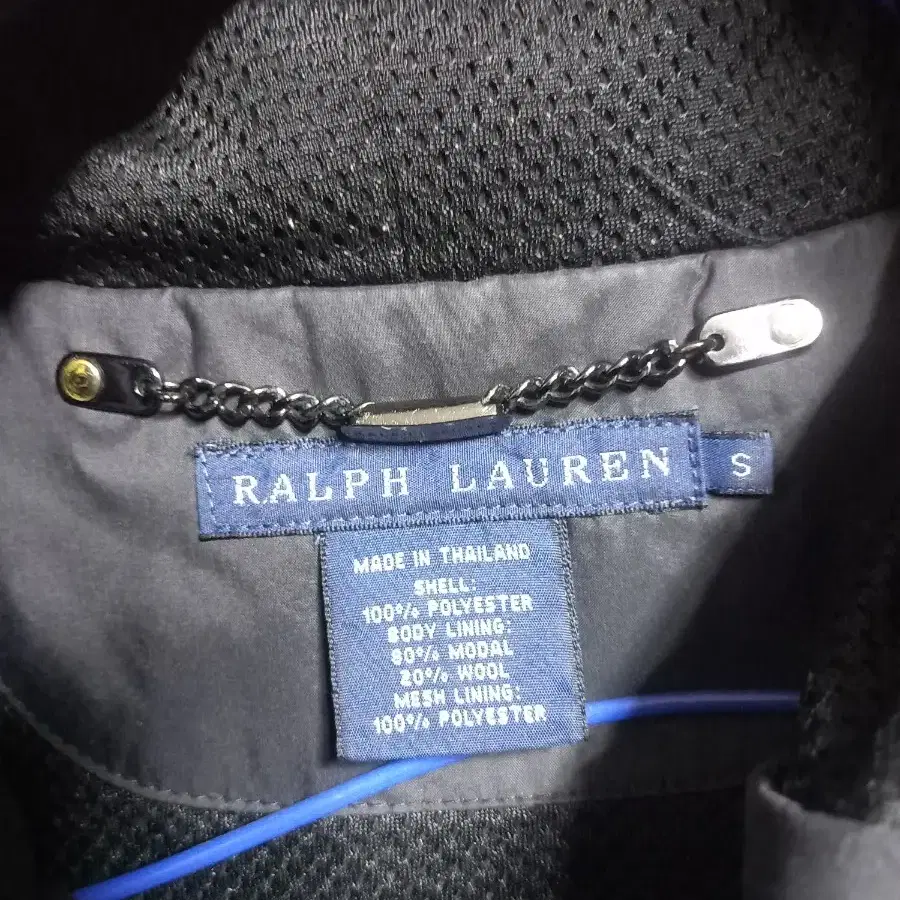 RALPH LAUREN
S
MADE IN THAILAND
SHELL:
100% POLYESTER
BODY LINING:
80% MODAL
20% WOOL
MESH LINING:
100% POLYESTER